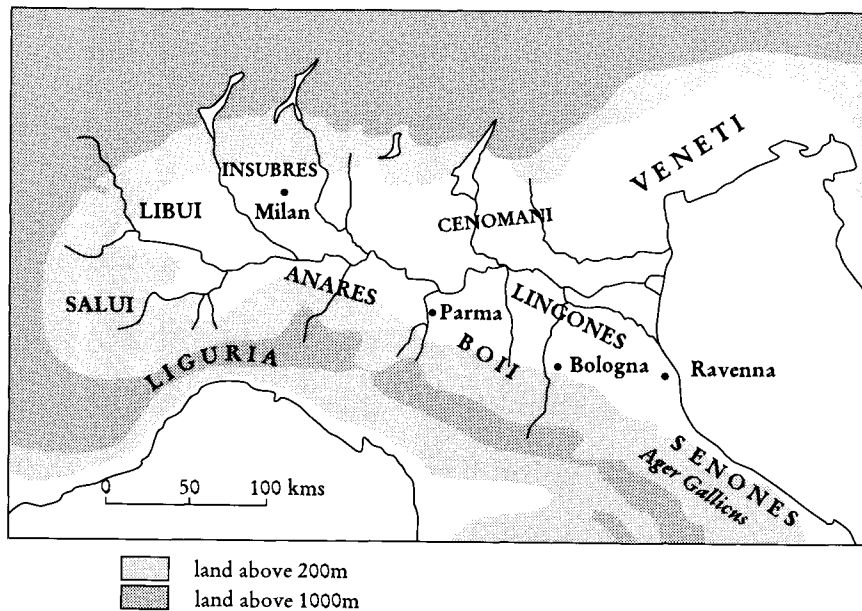 VENETI
INSUBRES
Milan
LIBUI
CENOMANI
ANARES
SALUI
Parma
LINGONES
LIGURIA
BOII
Bologna
Ravenna
SENONES
Ager Gallicus
0 50 100 kms
land above 200m
land above 1000m